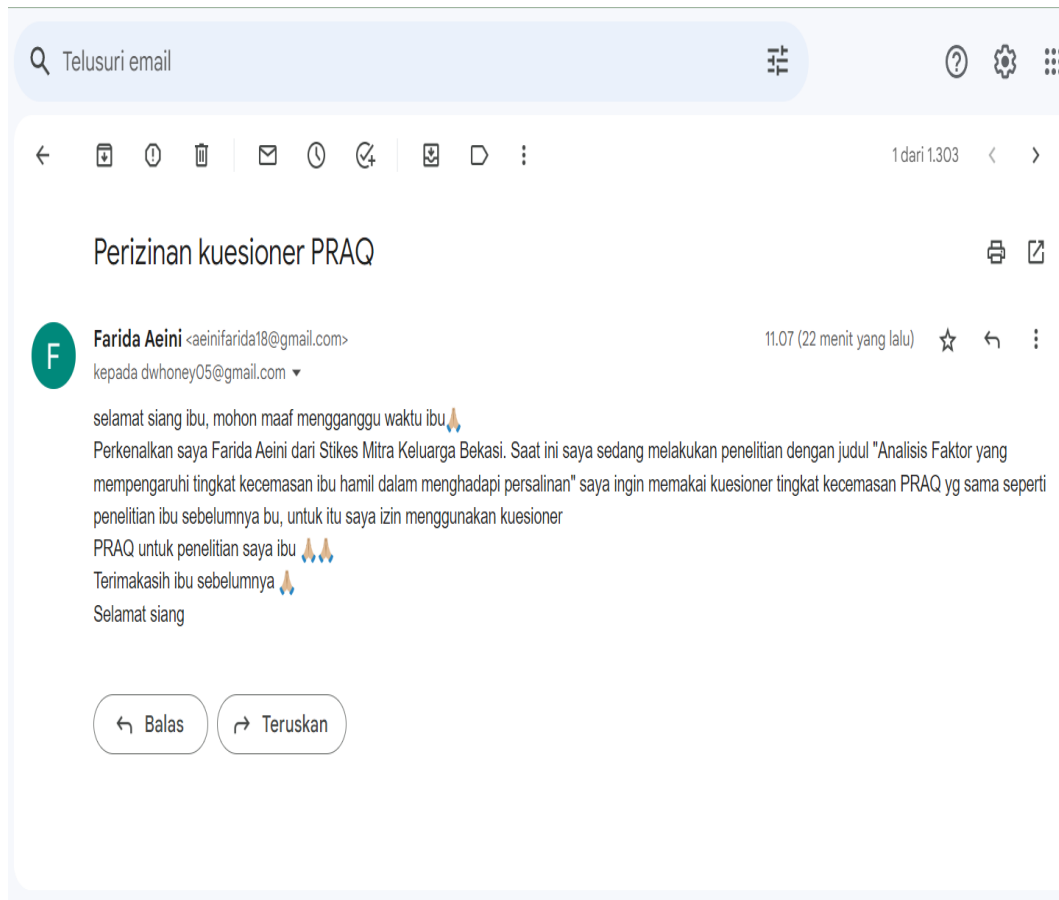 Telusuri email
1 dari 1.303
Perizinan kuesioner PRAQ
F
Farida Aeini <aeinifarida18@gmail.com>
11.07 (22 menit yang lalu)
kepada dwhoney05@gmail.com
selamat siang ibu, mohon maaf mengganggu waktu ibu🙏🏼
Perkenalkan saya Farida Aeini dari Stikes Mitra Keluarga Bekasi. Saat ini saya sedang melakukan penelitian dengan judul "Analisis Faktor yang
mempengaruhi tingkat kecemasan ibu hamil dalam menghadapi persalinan" saya ingin memakai kuesioner tingkat kecemasan PRAQ yg sama seperti
penelitian ibu sebelumnya bu, untuk itu saya izin menggunakan kuesioner
PRAQ untuk penelitian saya ibu 🙏🏼🙏🏼
Terimakasih ibu sebelumnya 🙏🏼
Selamat siang
Balas
Teruskan